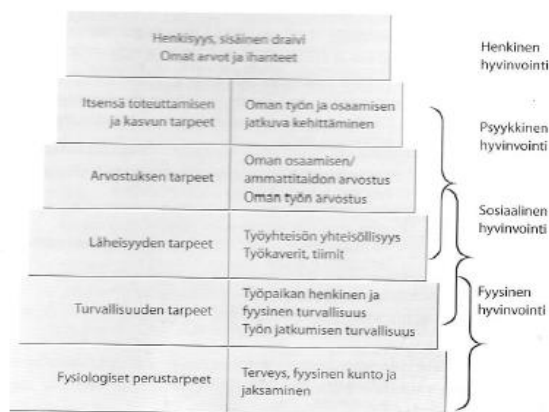 Henkisyys, sisäinen draivi
Omat arvot ja ihanteet
Henkinen
hyvinvointi
Itsensä toteuttamisen
ja kasvun tarpeet
Oman työn ja osaamisen
jatkuva kehittäminen
Psyykkinen
hyvinvointi
Arvostuksen tarpeet
Oman osaamisen/
ammattitaidon arvostus
Oman työn arvostus
Sosiaalinen
hyvinvointi
Läheisyyden tarpeet
Työyhteisön yhteisöllisyys
Työkaverit, tiimit
Fyysinen
hyvinvointi
Turvallisuuden tarpeet
Työpaikan henkinen ja
fyysinen turvallisuus
Työn jatkumisen turvallisuus
Fysiologiset perustarpeet
Terveys, fyysinen kunto ja
jaksaminen